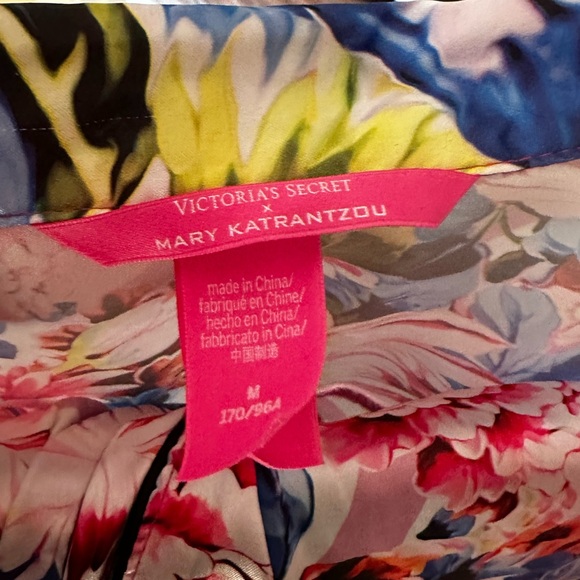 VICTORIA'S SECRET
x
MARY KATRANTZOU
made in China/
fabriqué en Chine/
hecho en China/
fabbricato in Cina/
中国制造
M
170/96A